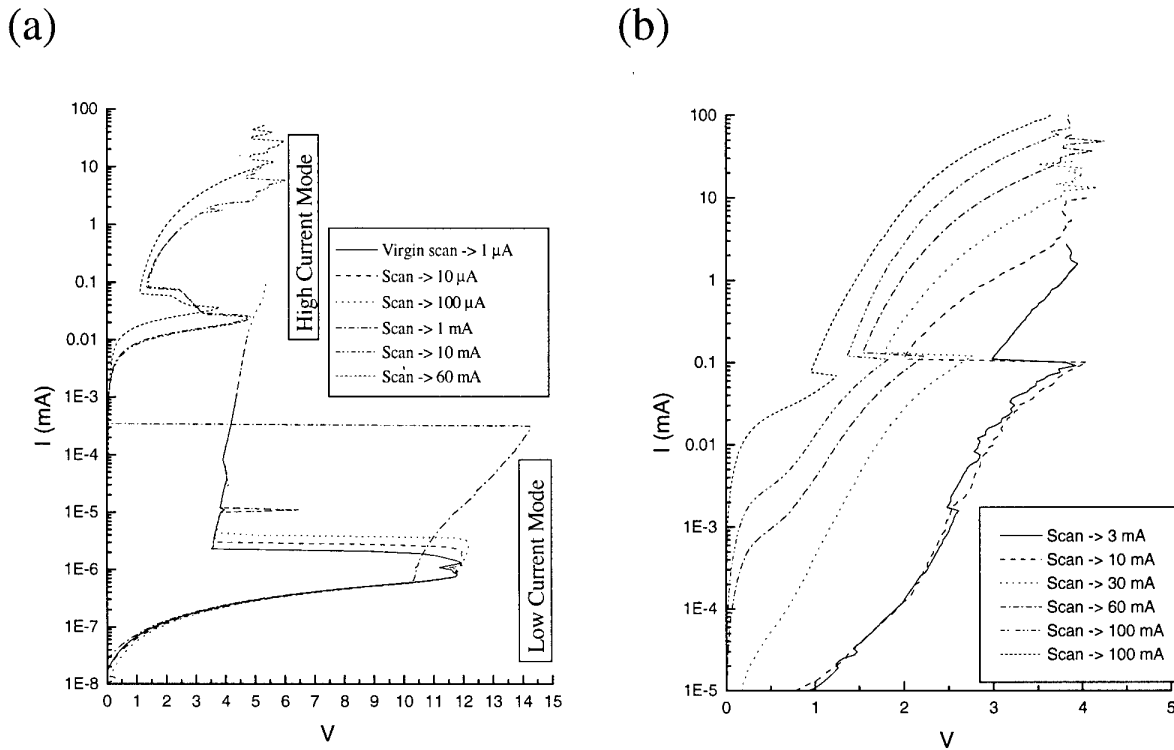 (a)
(b)
100
10
1
0.1
0.01
1E-3
1E-4
1E-5
1E-6
1E-7
1E-8
I (mA)
0 1 2 3 4 5 6 7 8 9 10 11 12 13 14 15
V
High Current Mode
Low Current Mode
Virgin scan -> 1 μA
Scan -> 10 μA
Scan -> 100 μA
Scan -> 1 mA
Scan -> 10 mA
Scan -> 60 mA
100
10
1
0.1
0.01
1E-3
1E-4
1E-5
I (mA)
0 1 2 3 4 5
V
Scan -> 3 mA
Scan -> 10 mA
Scan -> 30 mA
Scan -> 60 mA
Scan -> 100 mA
Scan -> 100 mA